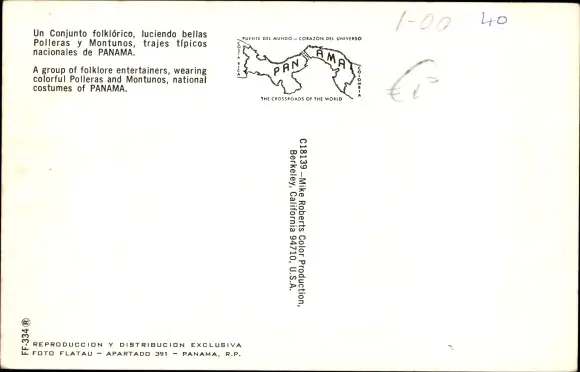 Un Conjunto folklórico, luciendo bellas
Polleras y Montunos, trajes típicos
nacionales de PANAMA.
A group of folklore entertainers, wearing
colorful Polleras and Montunos, national
costumes of PANAMA.
PUENTE DEL MUNDO – CORAZON DEL UNIVERSO
COSTA RICA
PANAMA
COLOMBIA
THE CROSSROADS OF THE WORLD
1-00
40
C18139 – Mike Roberts Color Production,
Berkeley, California 94710, U.S.A.
FF-334 ®
REPRODUCCION Y DISTRIBUCION EXCLUSIVA
FOTO FLATAU – APARTADO 391 – PANAMA, R.P.